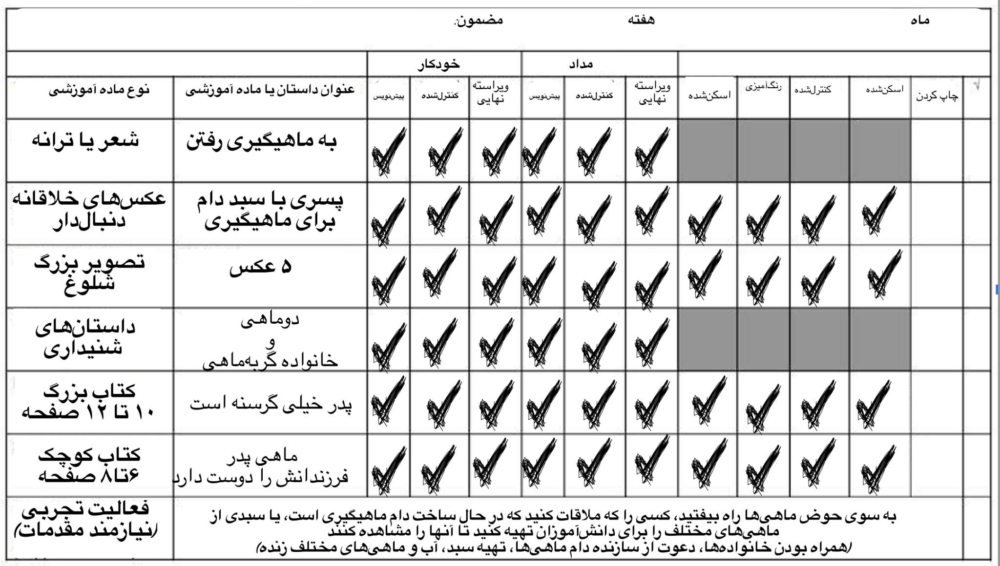 ماه هفته مضمون:
خودکار مداد
نوع ماده آموزشی
عنوان داستان یا ماده آموزشی
پیش‌نویس
کنترل‌شده
ویراسته
نهایی
پیش‌نویس
کنترل‌شده
ویراسته
نهایی
اسکن‌شده
رنگ‌آمیزی
کنترل‌شده
اسکن‌شده
چاپ کردن
شعر یا ترانه
به ماهیگیری رفتن
عکس‌های خلاقانه
دنبال‌دار
پسری با سبد دام
برای ماهیگیری
تصویر بزرگ
شلوغ
۵ عکس
داستان‌های
شنیداری
دوماهی
و
خانواده گربه‌ماهی
کتاب بزرگ
۱۰ تا ۱۲ صفحه
پدر خیلی گرسنه است
کتاب کوچک
۶تا۸ صفحه
ماهی پدر
فرزندانش را دوست دارد
فعالیت تجربی
(نیازمند مقدمات)
به سوی حوض ماهی‌ها راه بیفتید، کسی را که ملاقات کنید که در حال ساخت دام ماهیگیری است، یا سبدی از
ماهی‌های مختلف را برای دانش‌آموزان تهیه کنید تا آنها را مشاهده کنند
(همراه بودن خانواده‌ها، دعوت از سازنده دام ماهی‌ها، تهیه سبد، آب و ماهی‌های مختلف زنده)